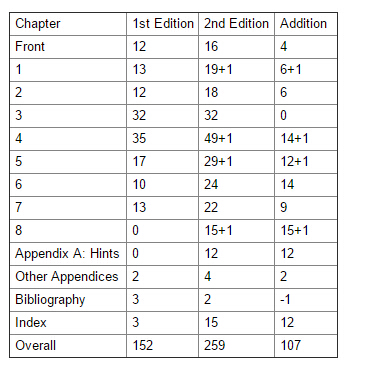 Chapter 1st Edition 2nd Edition Addition
Front 12 16 4
1 13 19+1 6+1
2 12 18 6
3 32 32 0
4 35 49+1 14+1
5 17 29+1 12+1
6 10 24 14
7 13 22 9
8 0 15+1 15+1
Appendix A: Hints 0 12 12
Other Appendices 2 4 2
Bibliography 3 2 -1
Index 3 15 12
Overall 152 259 107